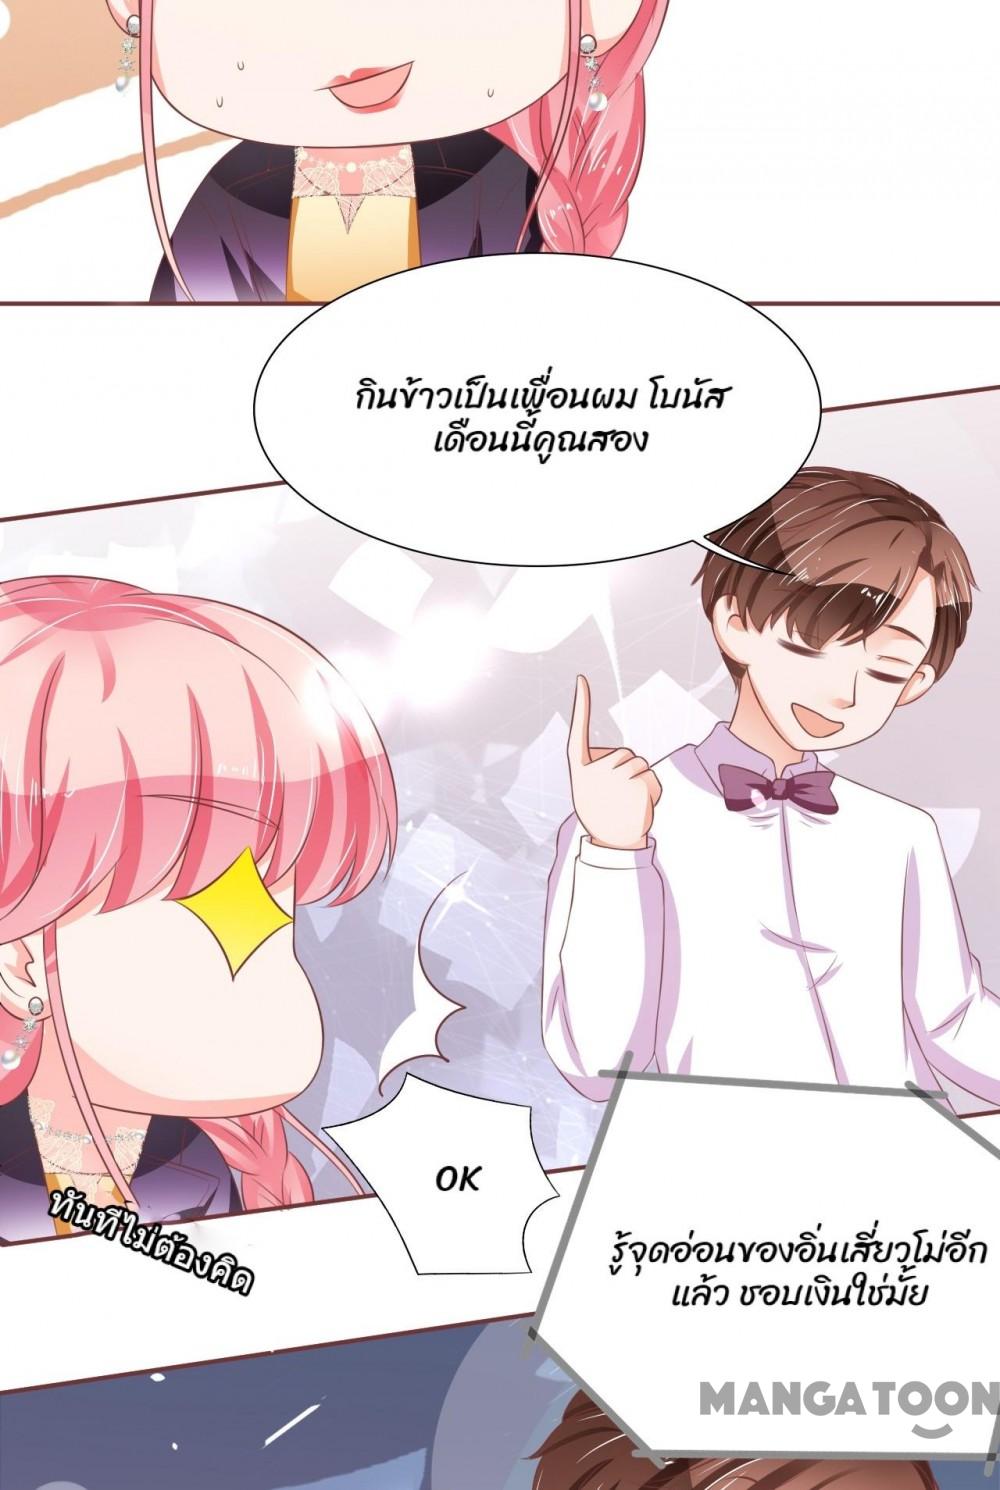 กินข้าวเป็นเพื่อนผม โบนัส
เดือนนี้คูณสอง
OK
ทันทีไม่ต้องคิด
รู้จุดอ่อนของอิ่นเสี่ยวโม่อีก
แล้ว ชอบเงินใช่มั้ย
MANGATOON